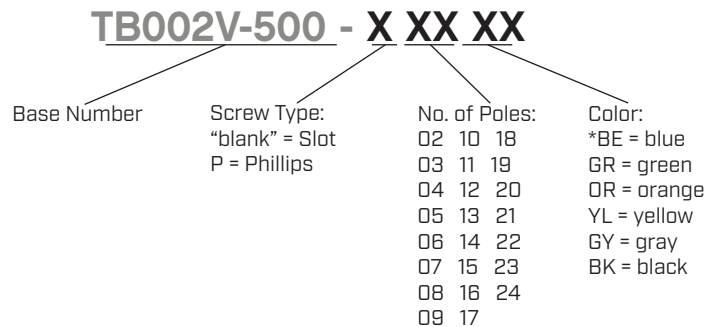 TB002V-500 - X XX XX
Base Number
Screw Type:
“blank” = Slot
P = Phillips
No. of Poles:
02 10 18
03 11 19
04 12 20
05 13 21
06 14 22
07 15 23
08 16 24
09 17
Color:
*BE = blue
GR = green
OR = orange
YL = yellow
GY = gray
BK = black